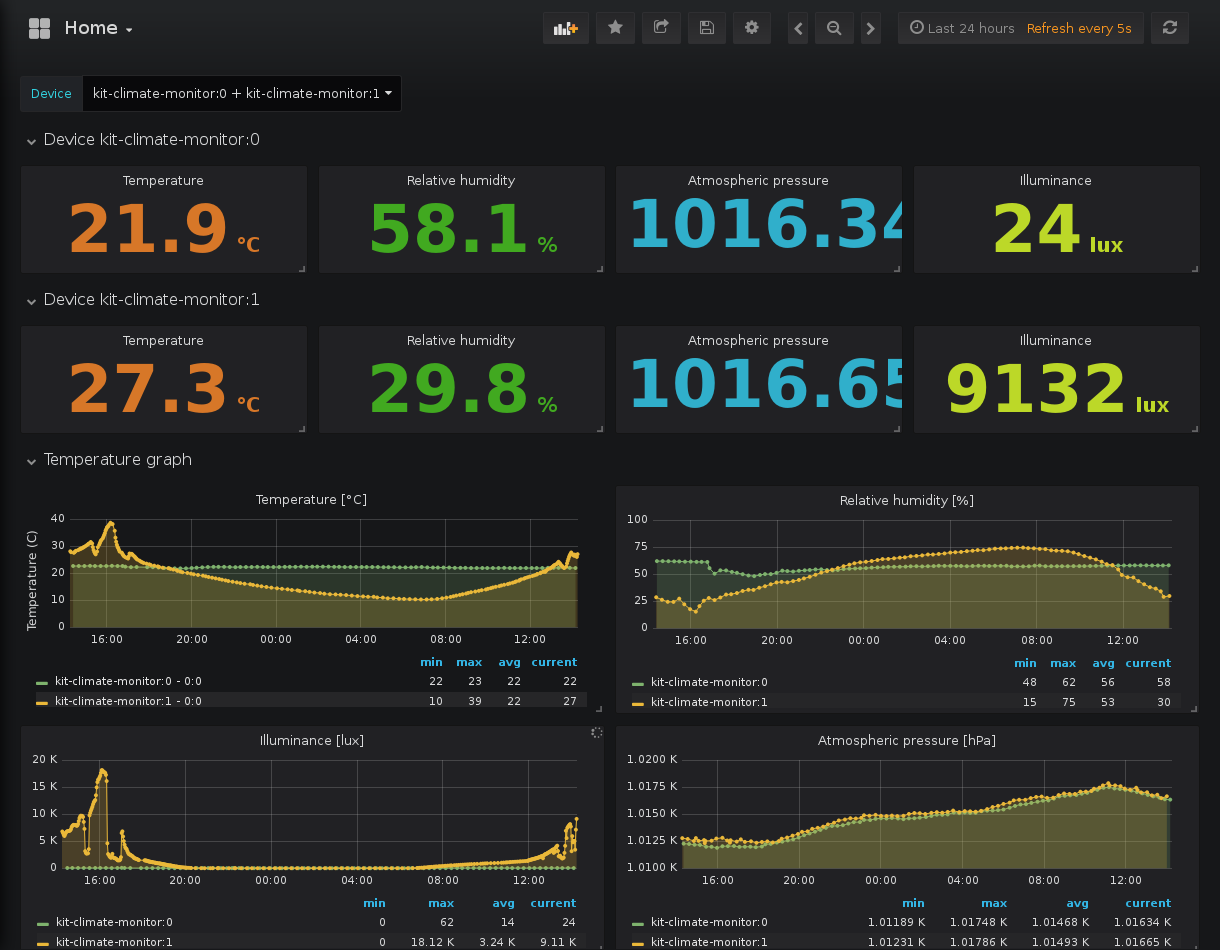 Home
Last 24 hours Refresh every 5s
Device kit-climate-monitor:0 + kit-climate-monitor:1
Device kit-climate-monitor:0
Temperature Relative humidity Atmospheric pressure Illuminance
21.9 °C 58.1 % 1016.34 24 lux
Device kit-climate-monitor:1
Temperature Relative humidity Atmospheric pressure Illuminance
27.3 °C 29.8 % 1016.65 9132 lux
Temperature graph
Temperature [°C]
Temperature (C)
40
30
20
10
0
16:00 20:00 00:00 04:00 08:00 12:00
min max avg current
kit-climate-monitor:0 - 0:0 22 23 22 22
kit-climate-monitor:1 - 0:0 10 39 22 27
Relative humidity [%]
100
75
50
25
0
16:00 20:00 00:00 04:00 08:00 12:00
min max avg current
kit-climate-monitor:0 48 62 56 58
kit-climate-monitor:1 15 75 53 30
Illuminance [lux]
20 K
15 K
10 K
5 K
0
16:00 20:00 00:00 04:00 08:00 12:00
min max avg current
kit-climate-monitor:0 0 62 14 24
kit-climate-monitor:1 0 18.12 K 3.24 K 9.11 K
Atmospheric pressure [hPa]
1.0200 K
1.0175 K
1.0150 K
1.0125 K
1.0100 K
16:00 20:00 00:00 04:00 08:00 12:00
min max avg current
kit-climate-monitor:0 1.01189 K 1.01748 K 1.01468 K 1.01634 K
kit-climate-monitor:1 1.01231 K 1.01786 K 1.01493 K 1.01665 K